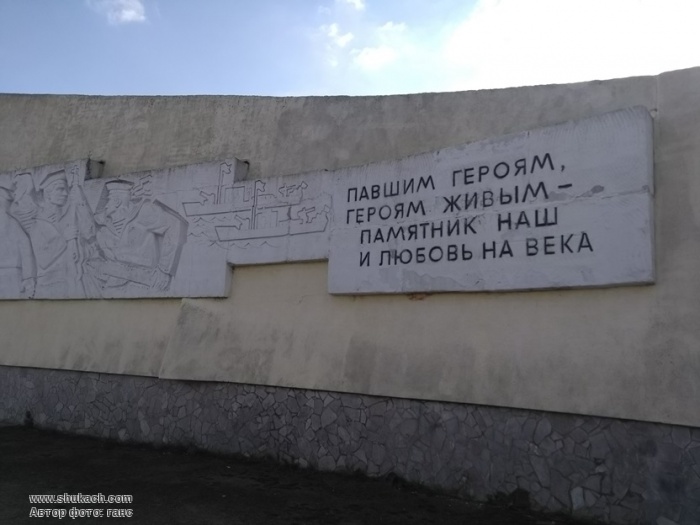 ПАВШИМ ГЕРОЯМ,
ГЕРОЯМ ЖИВЫМ –
ПАМЯТНИК НАШ
И ЛЮБОВЬ НА ВЕКА
www.shukach.com
Автор фото: ганс